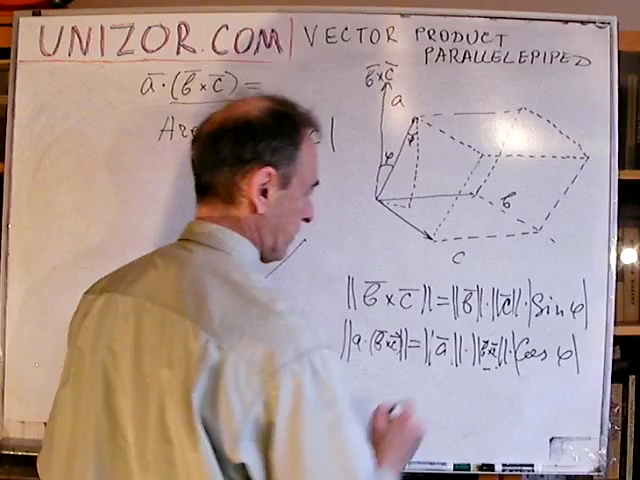 UNIZOR.COM | VECTOR PRODUCT
PARALLELEPIPED
a̅·(b̅×c̅) =
b̅×c̅
a
φ
φ
b
c
||b̅×c̅|| = ||b̅||·||c̅||·|Sin φ|
||a·(b̅×c̅)|| = ||a̅||·||b̅×c̅||·|Cos φ|